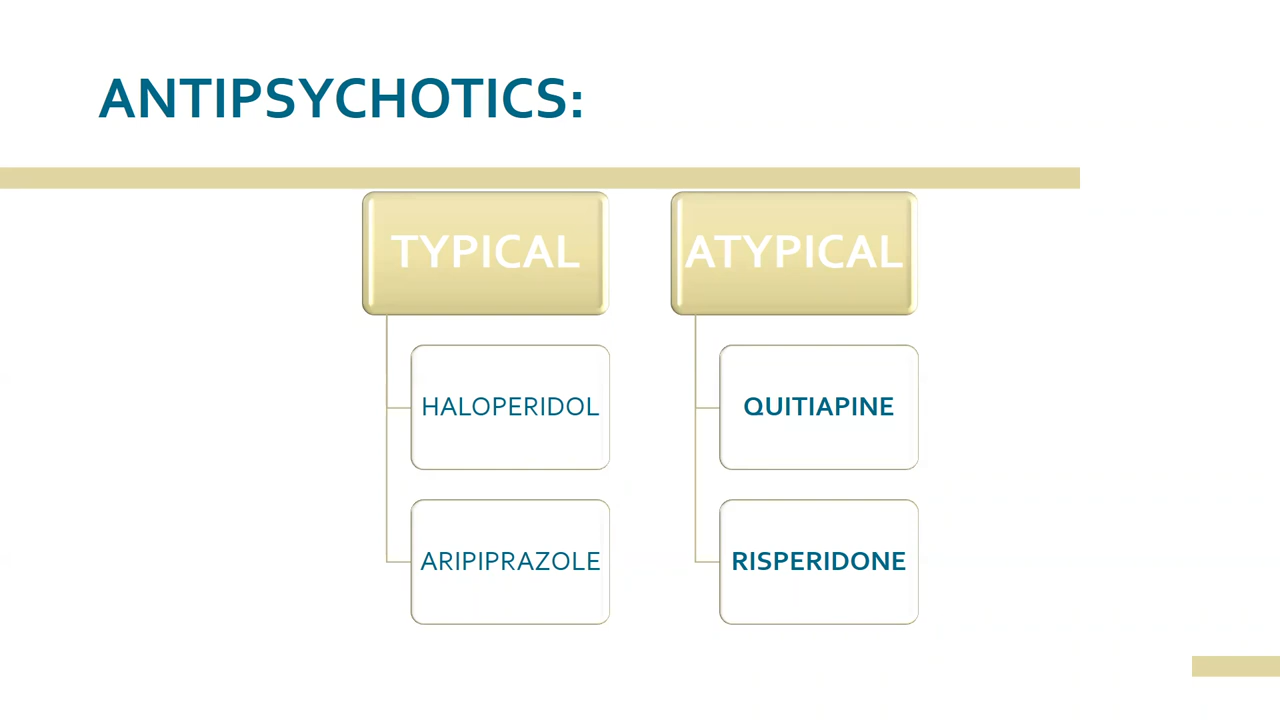 ANTIPSYCHOTICS:
TYPICAL
HALOPERIDOL
ARIPIPRAZOLE
ATYPICAL
QUITIAPINE
RISPERIDONE